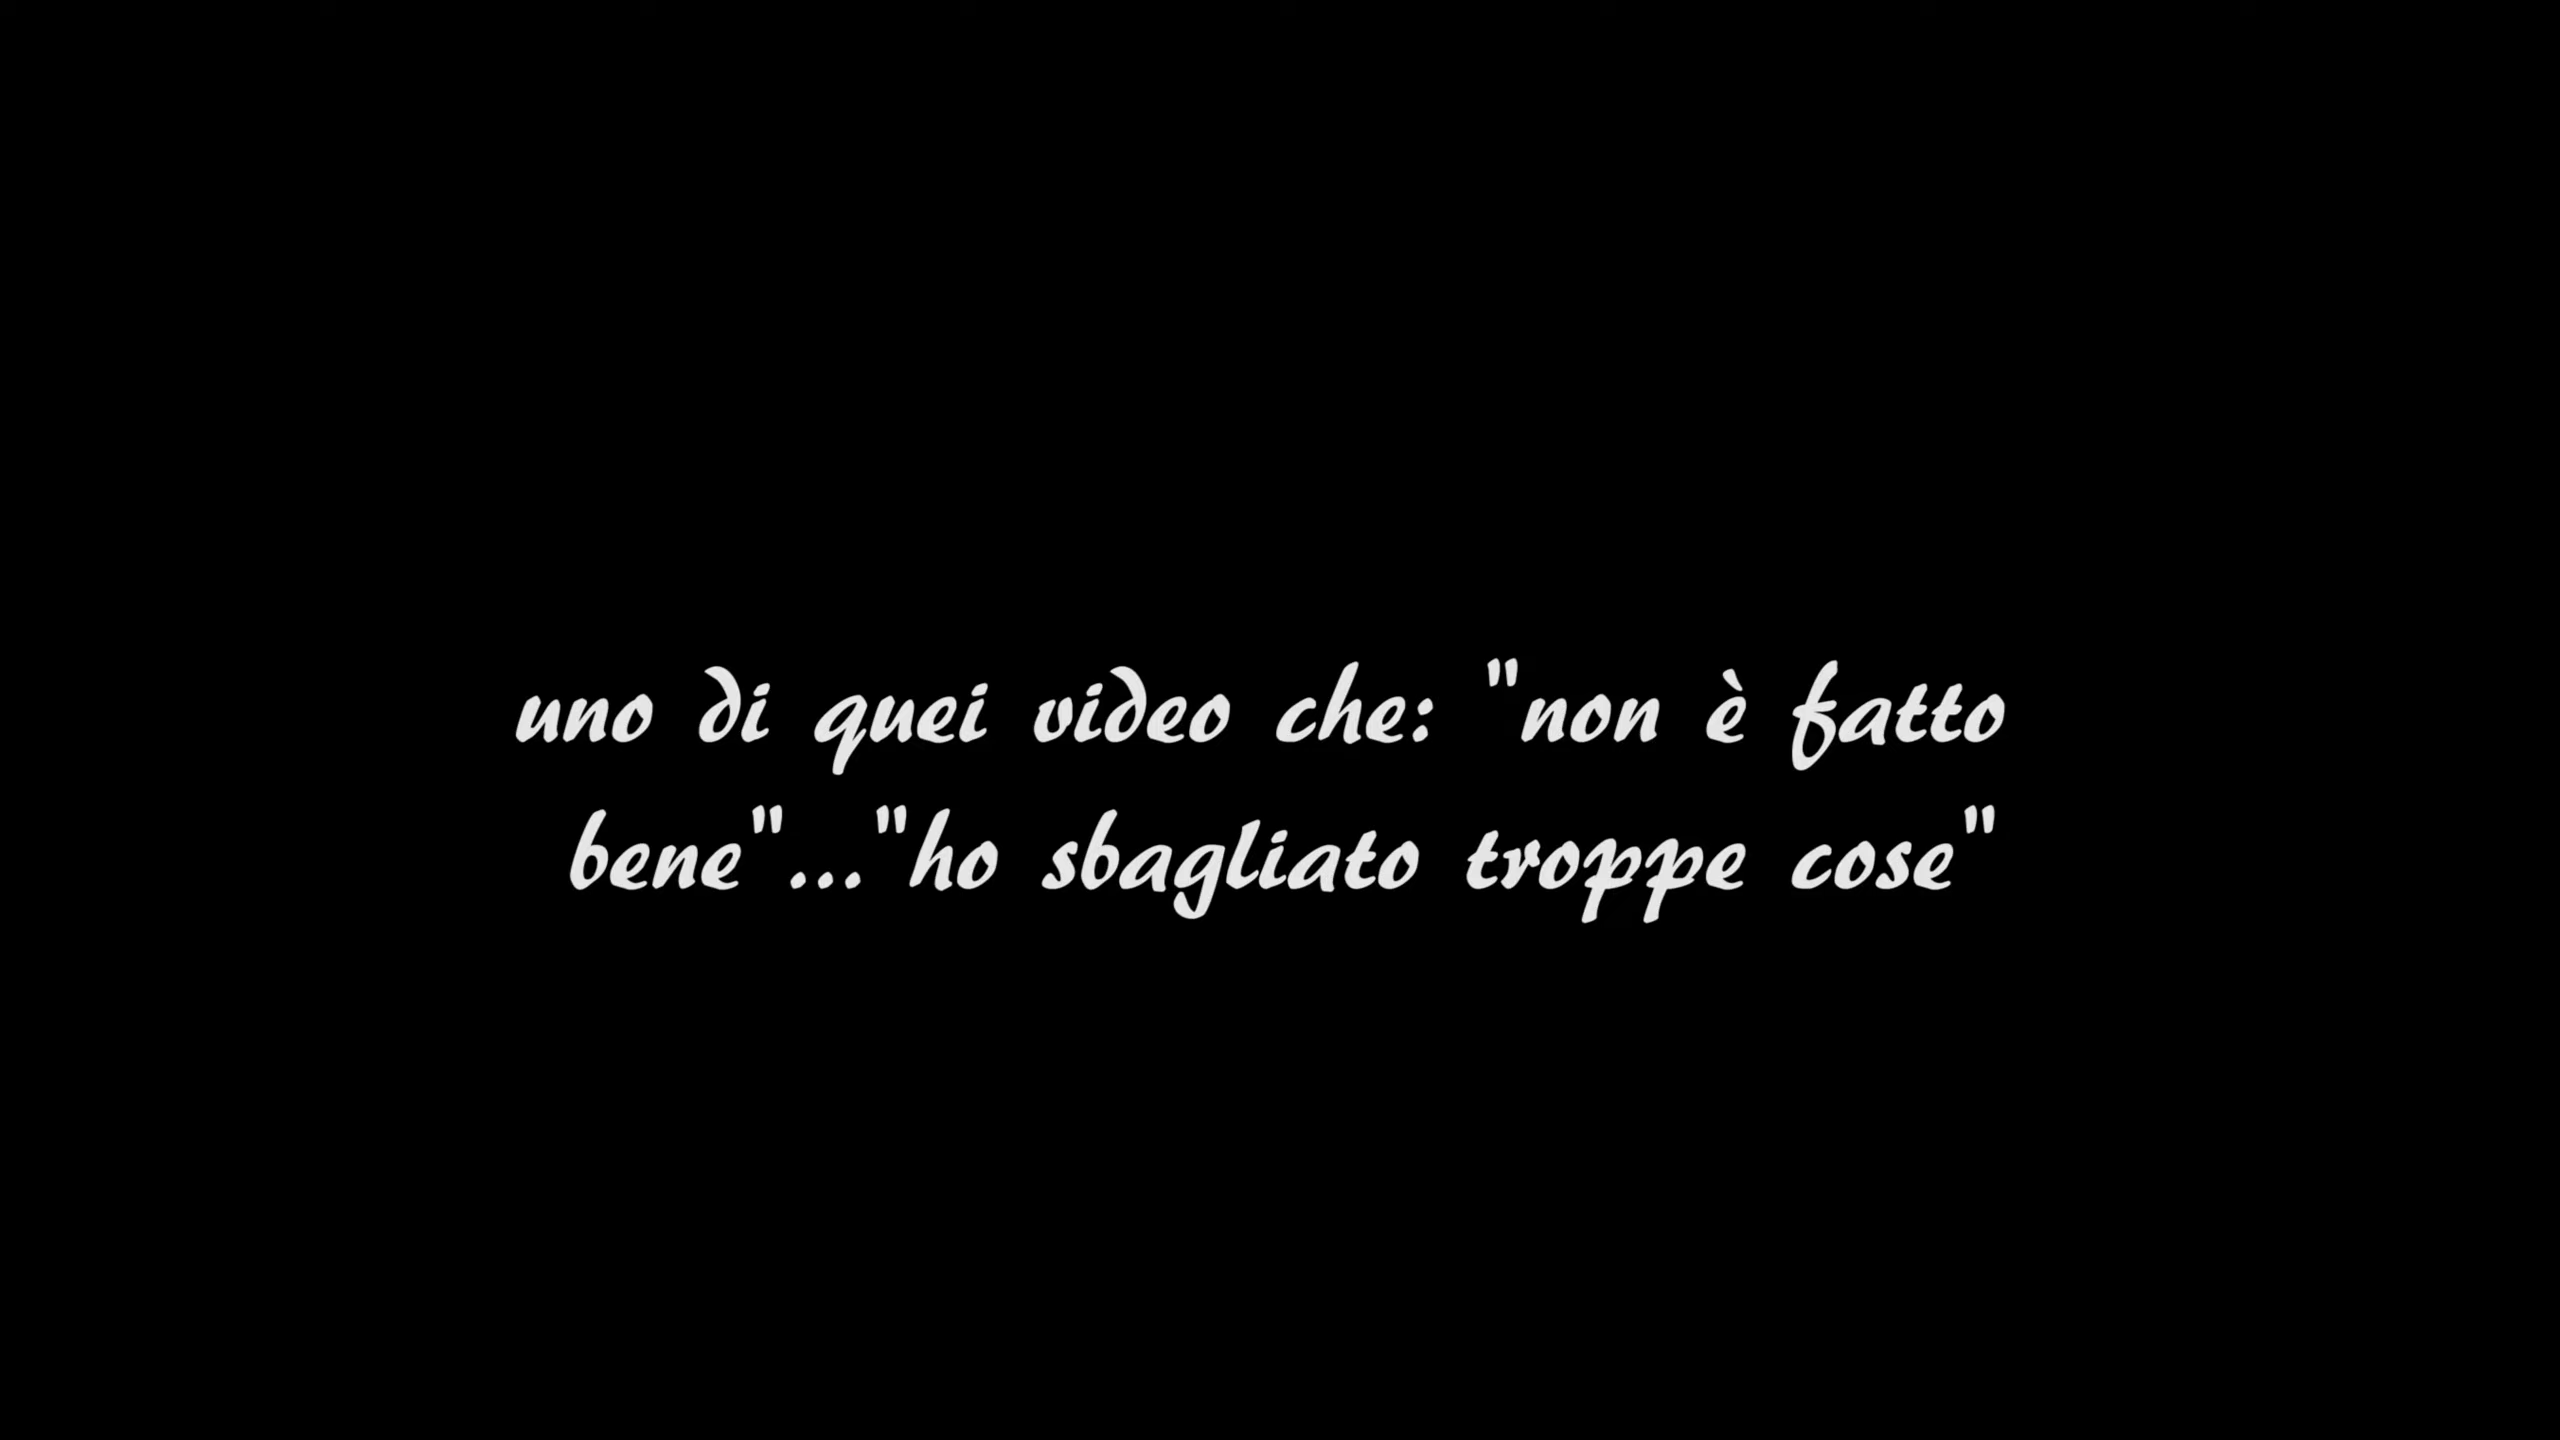 uno di quei video che: "non è fatto
bene"..."ho sbagliato troppe cose"